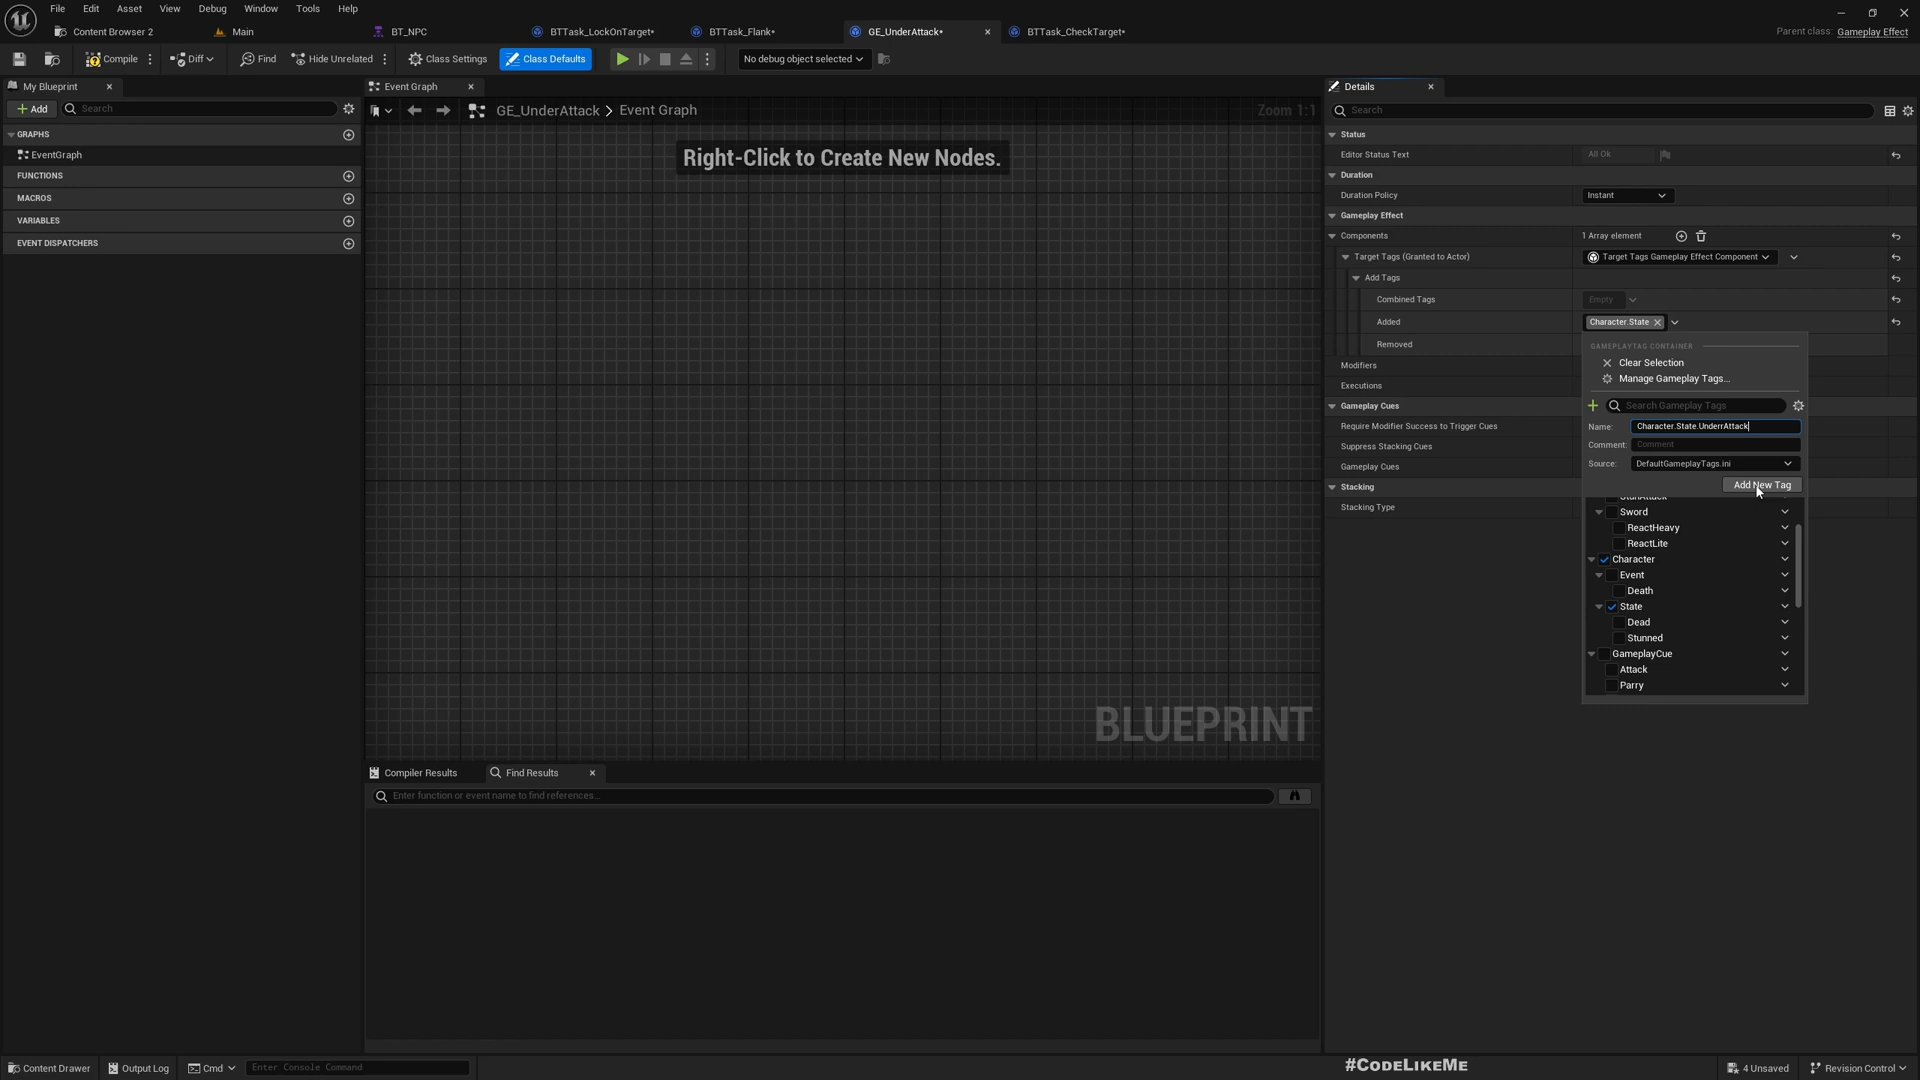 File Edit Asset View Debug Window Tools Help
Content Browser 2 Main BT_NPC BTTask_LockOnTarget* BTTask_Flank* GE_UnderAttack* BTTask_CheckTarget* Parent class: Gameplay Effect
Compile Diff Find Hide Unrelated Class Settings Class Defaults No debug object selected
My Blueprint Event Graph Details
Add Search GE_UnderAttack > Event Graph Zoom 1:1 Search
GRAPHS Status
EventGraph Right-Click to Create New Nodes. Editor Status Text All Ok
FUNCTIONS Duration
MACROS Duration Policy Instant
VARIABLES Gameplay Effect
EVENT DISPATCHERS Components 1 Array element
Target Tags (Granted to Actor) Target Tags Gameplay Effect Component
Add Tags
Combined Tags Empty
Added Character.State
Removed GAMEPLAYTAG CONTAINER
Modifiers Clear Selection
Manage Gameplay Tags...
Executions
Gameplay Cues Search Gameplay Tags
Require Modifier Success to Trigger Cues Name: Character.State.UnderrAttack
Suppress Stacking Cues Comment: Comment
Gameplay Cues Source: DefaultGameplayTags.ini
Stacking Add New Tag
StunAttack
Stacking Type Sword
ReactHeavy
ReactLite
Character
Event
Death
State
Dead
Stunned
GameplayCue
Attack
Parry
BLUEPRINT
Compiler Results Find Results
Enter function or event name to find references...
#CODELIKEME
Content Drawer Output Log Cmd Enter Console Command 4 Unsaved Revision Control